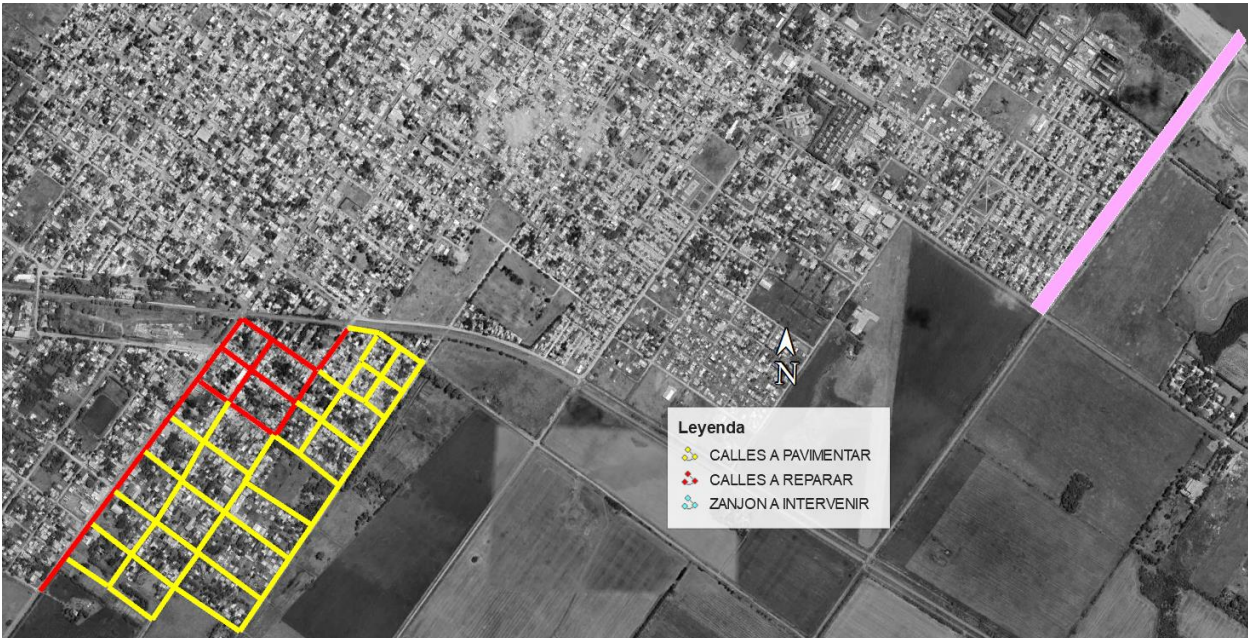 N
Leyenda
CALLES A PAVIMENTAR
CALLES A REPARAR
ZANJON A INTERVENIR